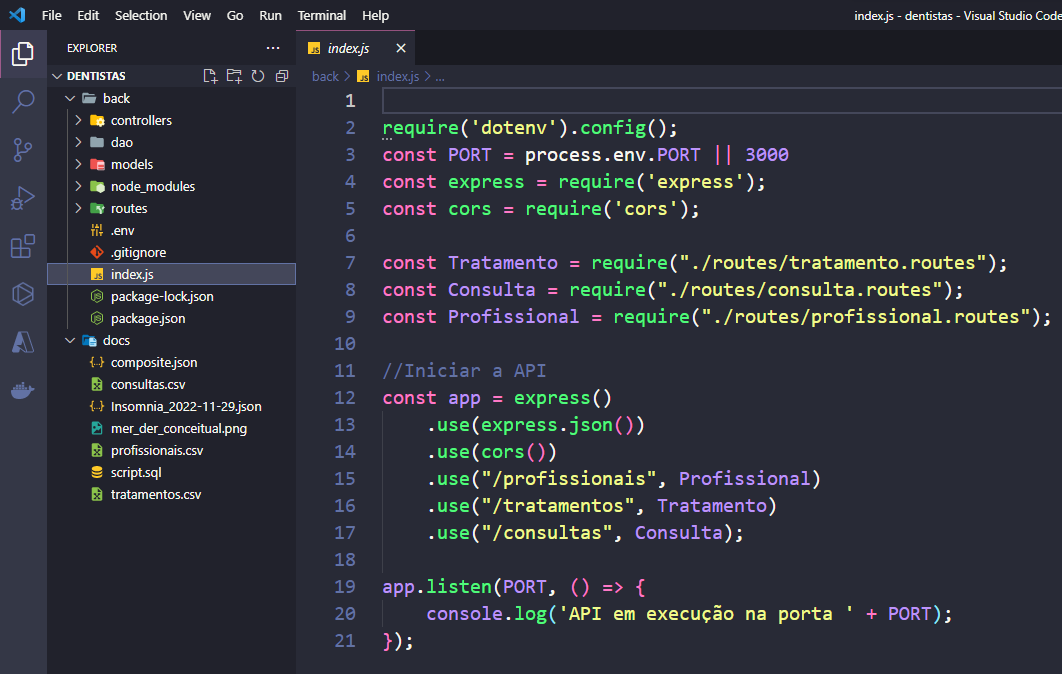 File Edit Selection View Go Run Terminal Help index.js - dentistas - Visual Studio Code
EXPLORER ...
DENTISTAS
back
controllers
dao
models
node_modules
routes
.env
.gitignore
index.js
package-lock.json
package.json
docs
composite.json
consultas.csv
Insomnia_2022-11-29.json
mer_der_conceitual.png
profissionais.csv
script.sql
tratamentos.csv
JS index.js ×
back > JS index.js > ...
1
2 require('dotenv').config();
3 const PORT = process.env.PORT || 3000
4 const express = require('express');
5 const cors = require('cors');
6
7 const Tratamento = require("./routes/tratamento.routes");
8 const Consulta = require("./routes/consulta.routes");
9 const Profissional = require("./routes/profissional.routes");
10
11 //Iniciar a API
12 const app = express()
13     .use(express.json())
14     .use(cors())
15     .use("/profissionais", Profissional)
16     .use("/tratamentos", Tratamento)
17     .use("/consultas", Consulta);
18
19 app.listen(PORT, () => {
20     console.log('API em execução na porta ' + PORT);
21 });